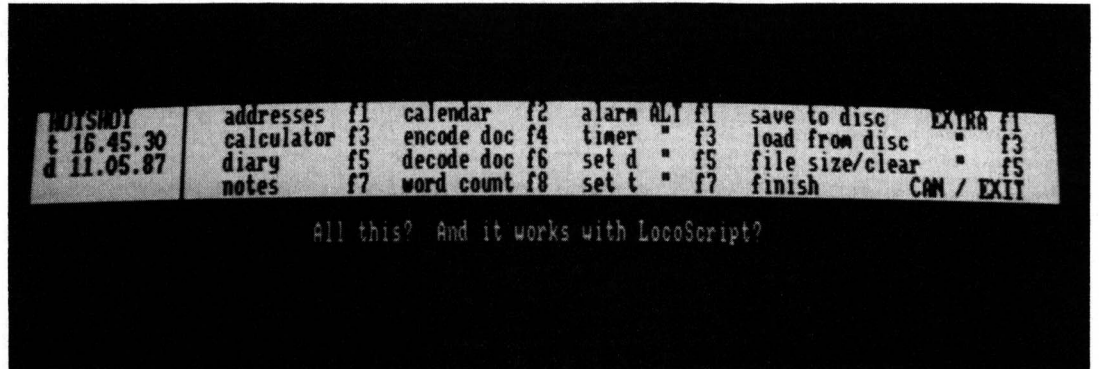 HOTSHOT addresses f1 calendar f2 alarm ALT f1 save to disc EXTRA f1
t 16.45.30 calculator f3 encode doc f4 timer " f3 load from disc " f3
d 11.05.87 diary f5 decode doc f6 set d " f5 file size/clear " f5
notes f7 word count f8 set t " f7 finish CAN / EXIT
All this? And it works with LocoScript?